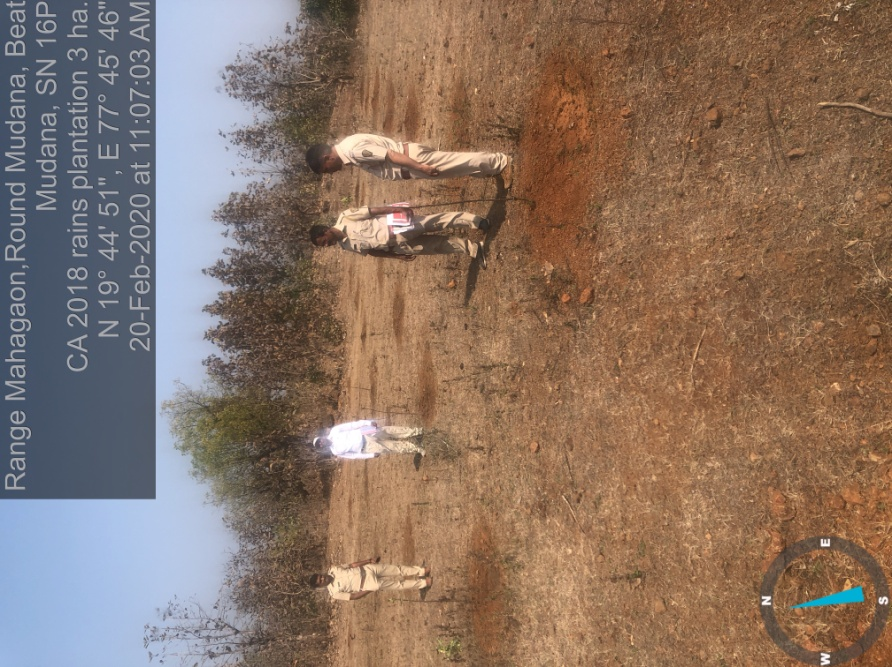 Range Mahagaon,Round Mudana, Beat
Mudana, SN 16P
CA 2018 rains plantation 3 ha.
N 19° 44' 51", E 77° 45' 46"
20-Feb-2020 at 11:07:03 AM
N
E
S
W